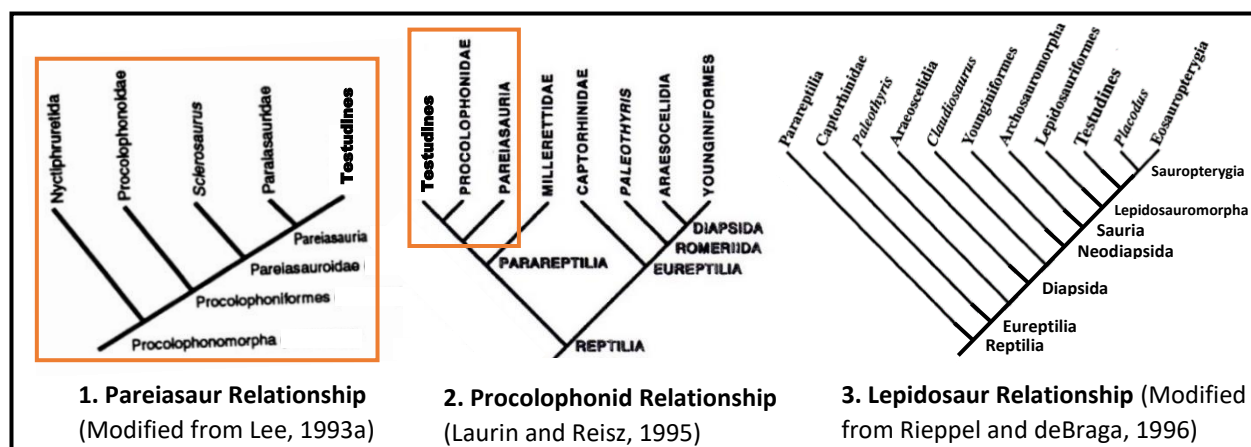 Nyctiphruretida
Procolophonoidae
Sclerosaurus
Paraiasauridae
Testudines
Pareiasauria
Pareiasauroidae
Procolophoniformes
Procolophonomorpha
1. Pareiasaur Relationship
(Modified from Lee, 1993a)
Testudines
PROCOLOPHONIDAE
PAREIASAURIA
MILLERETTIDAE
CAPTORHINIDAE
PALEOTHYRIS
ARAESOCELIDIA
YOUNGINIFORMES
DIAPSIDA
ROMERIIDA
PARAREPTILIA
EUREPTILIA
REPTILIA
2. Procolophonid Relationship
(Laurin and Reisz, 1995)
Parareptilia
Captorhinidae
Paleothyris
Araeoscelidia
Claudiosaurus
Younginiformes
Archosauromorpha
Lepidosauriformes
Testudines
Placodus
Eosauropterygia
Sauropterygia
Lepidosauromorpha
Sauria
Neodiapsida
Diapsida
Eureptilia
Reptilia
3. Lepidosaur Relationship (Modified
from Rieppel and deBraga, 1996)